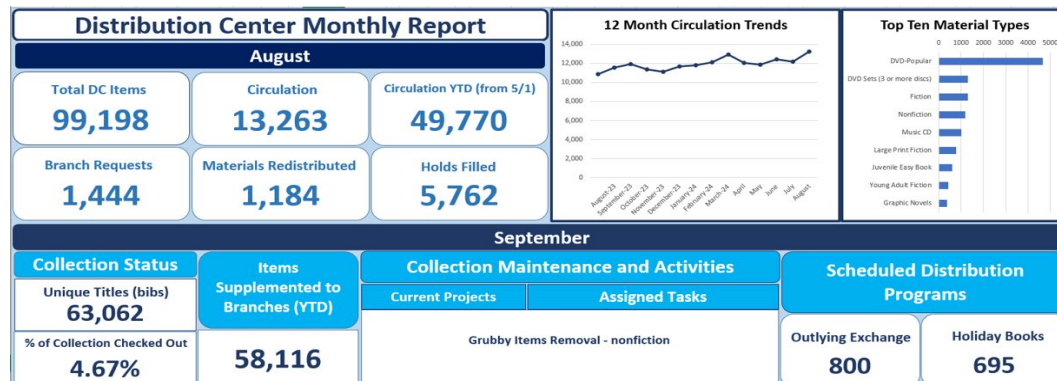 Distribution Center Monthly Report
August
Total DC Items
99,198
Circulation
13,263
Circulation YTD (from 5/1)
49,770
Branch Requests
1,444
Materials Redistributed
1,184
Holds Filled
5,762
12 Month Circulation Trends
14,000
12,000
10,000
8,000
6,000
4,000
2,000
0
August-23
September-23
October-23
November-23
December-23
January-24
February-24
March-24
April
May
June
July
August
Top Ten Material Types
0 1000 2000 3000 4000 5000
DVD-Popular
DVD Sets (3 or more discs)
Fiction
Nonfiction
Music CD
Large Print Fiction
Juvenile Easy Book
Young Adult Fiction
Graphic Novels
September
Collection Status
Unique Titles (bibs)
63,062
% of Collection Checked Out
4.67%
Items
Supplemented to
Branches (YTD)
58,116
Collection Maintenance and Activities
Current Projects
Assigned Tasks
Grubby Items Removal - nonfiction
Scheduled Distribution
Programs
Outlying Exchange
800
Holiday Books
695